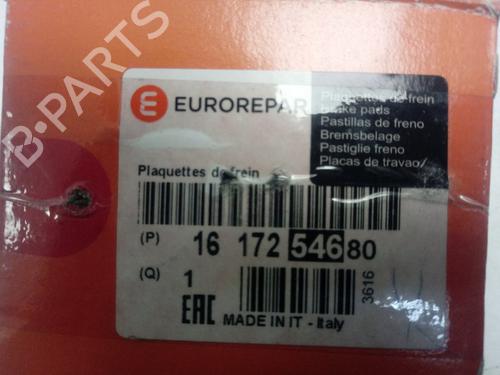 B-PARTS
EUROREPAR
Plaquettes de frein
Brake pads
Pastillas de freno
Bremsbelage
Pastiglie freno
Placas de travao/
Plaquettes de frein
(P) 16 172 546 80
(Q) 1
3616
EAC MADE IN IT - Italy